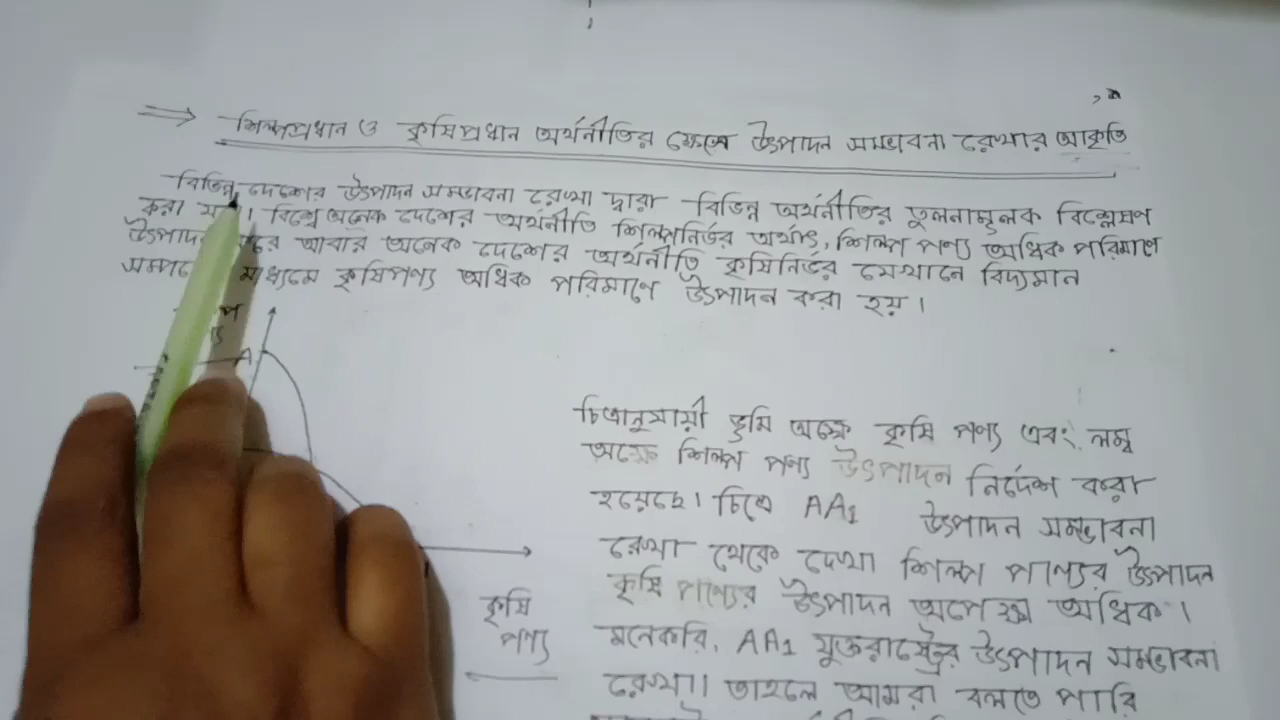 শিল্পপ্রধান ও কৃষিপ্রধান অর্থনীতির ক্ষেত্রে উৎপাদন সম্ভাবনা রেখার আকৃতি
বিভিন্ন দেশের উৎপাদন সম্ভাবনা রেখা দ্বারা বিভিন্ন অর্থনীতির তুলনামূলক বিশ্লেষণ
করা যায়। বিশ্বে অনেক দেশের অর্থনীতি শিল্পনির্ভর অর্থাৎ, শিল্প পণ্য অধিক পরিমাণে
উৎপাদন আবার অনেক দেশের অর্থনীতি কৃষিনির্ভর যেখানে বিদ্যমান
মাধ্যমে কৃষিপণ্য অধিক পরিমাণে উৎপাদন করা হয়।
A
চিত্রানুযায়ী ভূমি অক্ষে কৃষি পণ্য এবং লম্ব
অক্ষে শিল্প পণ্য উৎপাদন নির্দেশ করা
হয়েছে। চিত্রে AA1 উৎপাদন সম্ভাবনা
রেখা থেকে দেখা শিল্প পণ্যের উৎপাদন
কৃষি পণ্যের উৎপাদন অপেক্ষা অধিক।
মনেকরি, AA1 যুক্তরাষ্ট্রের উৎপাদন সম্ভাবনা
রেখা। তাহলে আমরা বলতে পারি
কৃষি
পণ্য